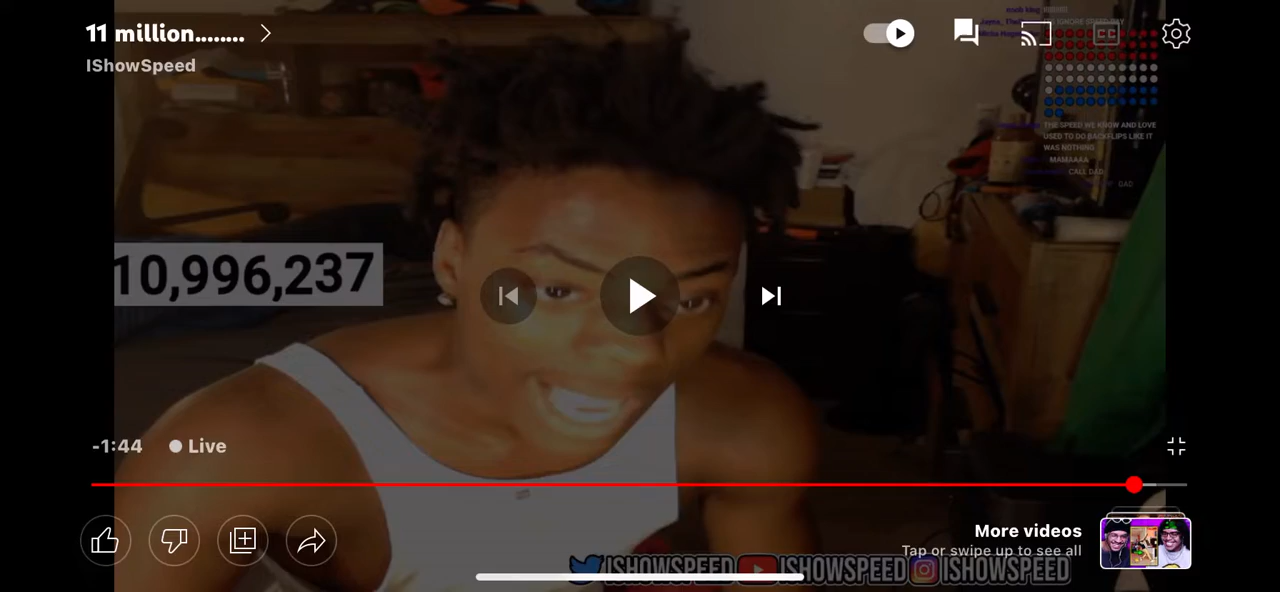 11 million........
IShowSpeed
THE SPEED WE KNOW AND LOVE
USED TO DO BACKFLIPS LIKE IT
WAS NOTHING
MAMAAAA
CALL DAD
DAD
CC
10,996,237
-1:44
Live
More videos
Tap or swipe up to see all
ISHOWSPEED ISHOWSPEED ISHOWSPEED